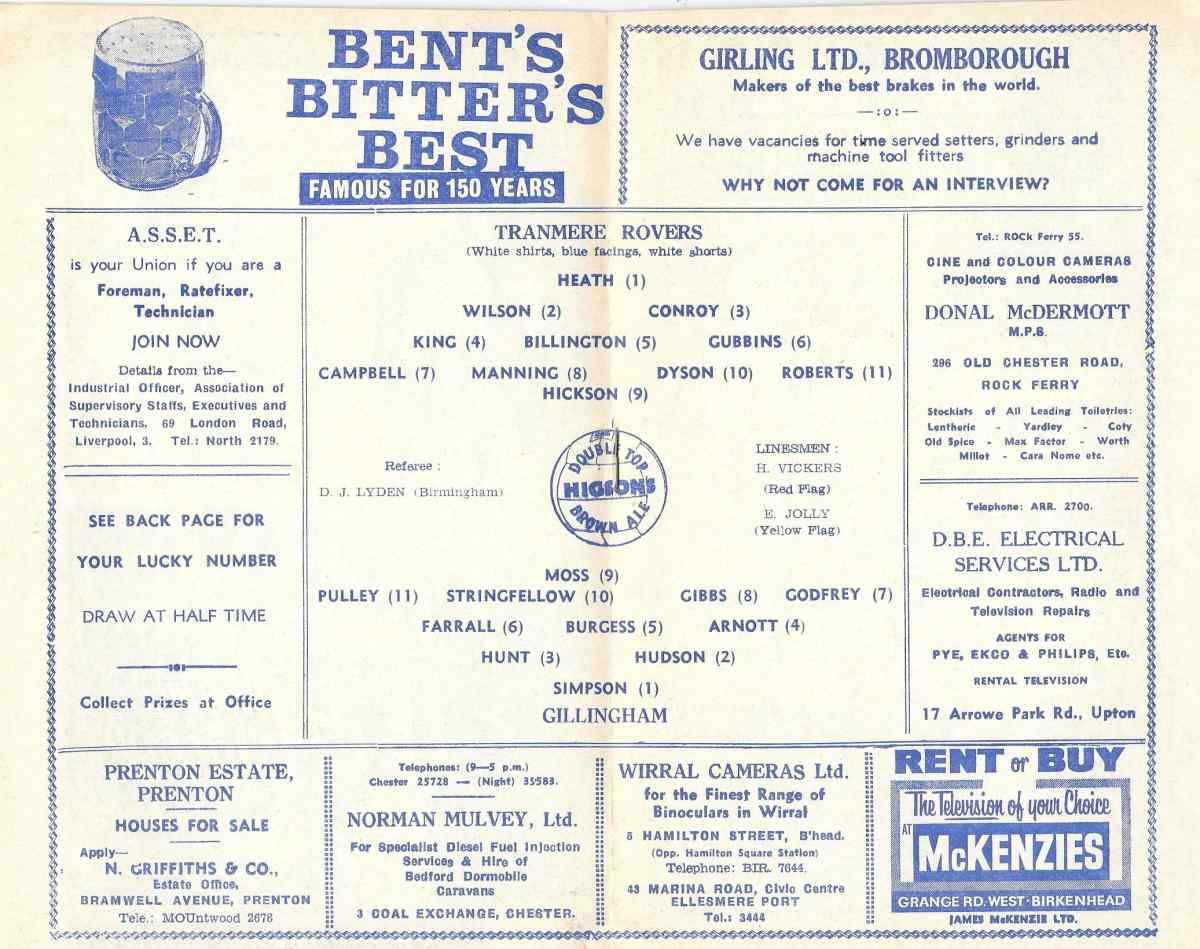 BENT'S
BITTER'S
BEST
FAMOUS FOR 150 YEARS
GIRLING LTD., BROMBOROUGH
Makers of the best brakes in the world.
—:o:—
We have vacancies for time served setters, grinders and
machine tool fitters
WHY NOT COME FOR AN INTERVIEW?
A.S.S.E.T.
is your Union if you are a
Foreman, Ratefixer,
Technician
JOIN NOW
Details from the—
Industrial Officer, Association of
Supervisory Staffs, Executives and
Technicians, 69 London Road,
Liverpool, 3. Tel.: North 2179.
SEE BACK PAGE FOR
YOUR LUCKY NUMBER
DRAW AT HALF TIME
Collect Prizes at Office
TRANMERE ROVERS
(White shirts, blue facings, white shorts)
HEATH (1)
WILSON (2) CONROY (3)
KING (4) BILLINGTON (5) GUBBINS (6)
CAMPBELL (7) MANNING (8) DYSON (10) ROBERTS (11)
HICKSON (9)
Referee :
D. J. LYDEN (Birmingham)
DOUBLE TOP
HIGSONS
BROWN ALE
LINESMEN :
H. VICKERS
(Red Flag)
E. JOLLY
(Yellow Flag)
MOSS (9)
PULLEY (11) STRINGFELLOW (10) GIBBS (8) GODFREY (7)
FARRALL (6) BURGESS (5) ARNOTT (4)
HUNT (3) HUDSON (2)
SIMPSON (1)
GILLINGHAM
Tel.: ROCk Ferry 55.
CINE and COLOUR CAMERAS
Projectors and Accessories
DONAL McDERMOTT
M.P.S.
296 OLD CHESTER ROAD,
ROCK FERRY
Stockists of All Leading Toiletries:
Lentheric - Yardley - Coty
Old Spice - Max Factor - Worth
Millot - Cara Nome etc.
Telephone: ARR. 2700.
D.B.E. ELECTRICAL
SERVICES LTD.
Electrical Contractors, Radio and
Television Repairs
AGENTS FOR
PYE, EKCO & PHILIPS, Etc.
RENTAL TELEVISION
17 Arrowe Park Rd., Upton
PRENTON ESTATE,
PRENTON
HOUSES FOR SALE
Apply—
N. GRIFFITHS & CO.,
Estate Office,
BRAMWELL AVENUE, PRENTON
Tele.: MOUntwood 2678
Telephones: (9—5 p.m.)
Chester 25728 — (Night) 35583.
NORMAN MULVEY, Ltd.
For Specialist Diesel Fuel Injection
Services & Hire of
Bedford Dormobile
Caravans
3 COAL EXCHANGE, CHESTER.
WIRRAL CAMERAS Ltd.
for the Finest Range of
Binoculars in Wirral
5 HAMILTON STREET, B'head.
(Opp. Hamilton Square Station)
Telephone: BIR. 7644.
43 MARINA ROAD, Civic Centre
ELLESMERE PORT
Tel.: 3444
RENT or BUY
The Television of your Choice
AT McKENZIES
GRANGE RD. WEST · BIRKENHEAD
JAMES McKENZIE LTD.